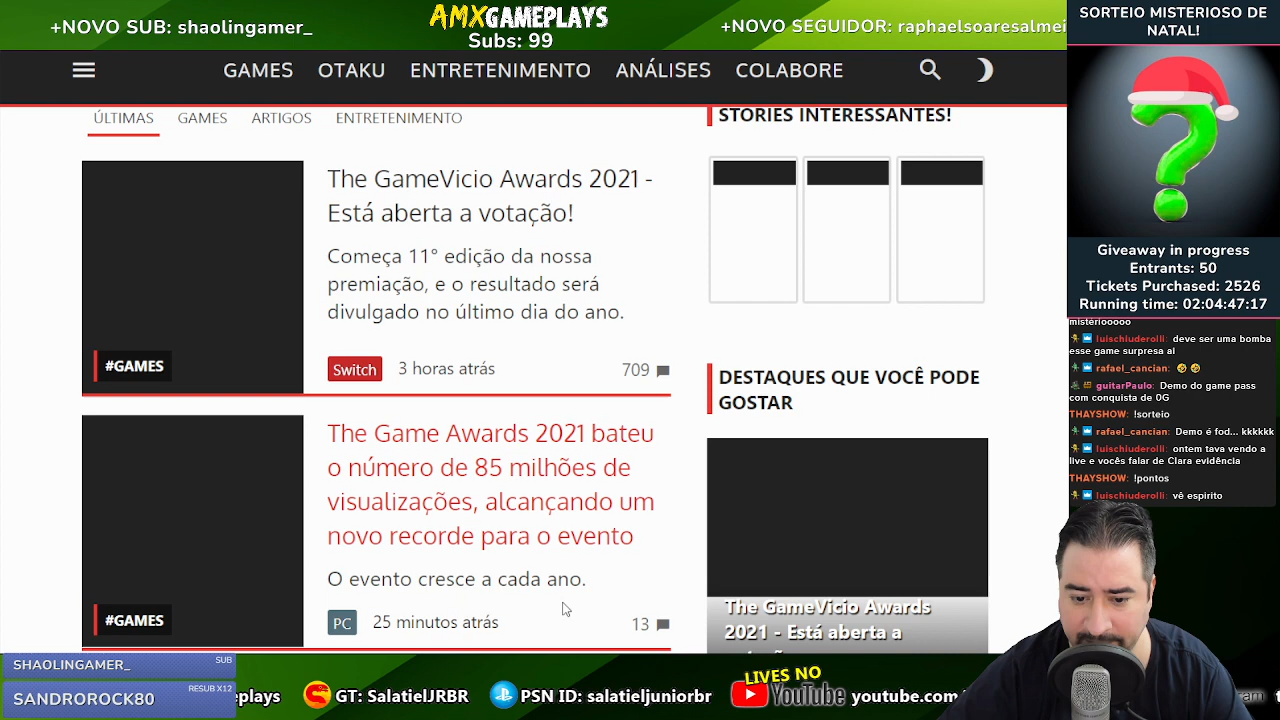 +NOVO SUB: shaolingamer_
AMXGAMEPLAYS
Subs: 99
+NOVO SEGUIDOR: raphaelsoaresalmei
SORTEIO MISTERIOSO DE
NATAL!
GAMES OTAKU ENTRETENIMENTO ANÁLISES COLABORE
ÚLTIMAS GAMES ARTIGOS ENTRETENIMENTO
The GameVicio Awards 2021 -
Está aberta a votação!
Começa 11° edição da nossa
premiação, e o resultado será
divulgado no último dia do ano.
#GAMES
Switch 3 horas atrás 709
The Game Awards 2021 bateu
o número de 85 milhões de
visualizações, alcançando um
novo recorde para o evento
O evento cresce a cada ano.
#GAMES
PC 25 minutos atrás 13
STORIES INTERESSANTES!
DESTAQUES QUE VOCÊ PODE
GOSTAR
The GameVicio Awards
2021 - Está aberta a
Giveaway in progress
Entrants: 50
Tickets Purchased: 2526
Running time: 02:04:47:17
misteriooooo
luischiuderolli: deve ser uma bomba
esse game surpresa ai
rafael_cancian:
guitarPaulo: Demo do game pass
com conquista de 0G
THAYSHOW: !sorteio
rafael_cancian: Demo é fod... kkkkkk
luischiuderolli: ontem tava vendo a
live e vocês falar de Clara evidência
THAYSHOW: !pontos
luischiuderolli: vê espirito
SHAOLINGAMER_ SUB
SANDROROCK80 RESUB X12
eplays
GT: SalatielJRBR
PSN ID: salatieljuniorbr
LIVES NO
YouTube
youtube.com